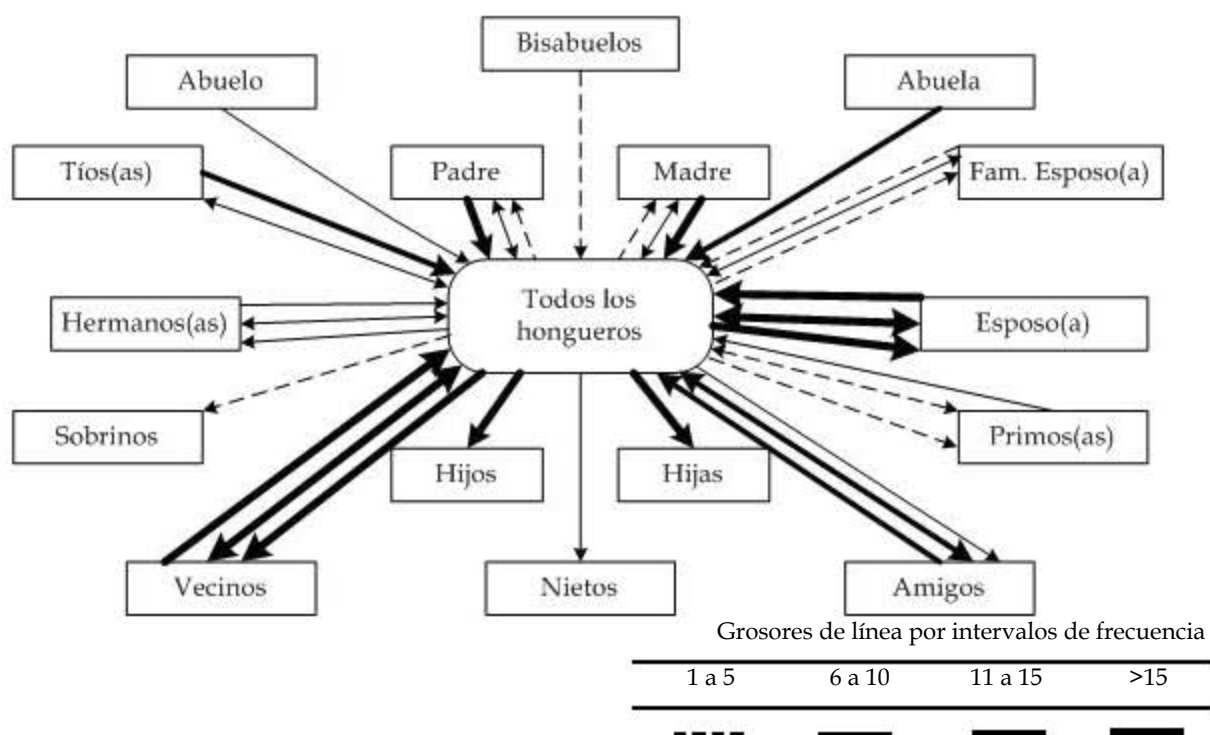 Bisabuelos
Abuelo
Abuela
Tíos(as)
Padre
Madre
Fam. Esposo(a)
Todos los
hongueros
Hermanos(as)
Esposo(a)
Sobrinos
Primos(as)
Hijos
Hijas
Vecinos
Nietos
Amigos
Grosores de línea por intervalos de frecuencia
1 a 5 6 a 10 11 a 15 >15